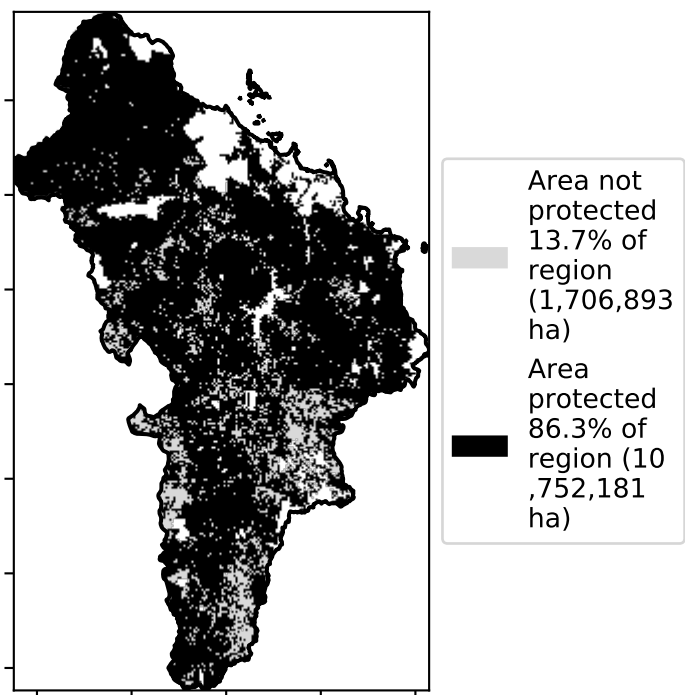 Area not
protected
13.7% of
region
(1,706,893
ha)
Area
protected
86.3% of
region (10
,752,181
ha)